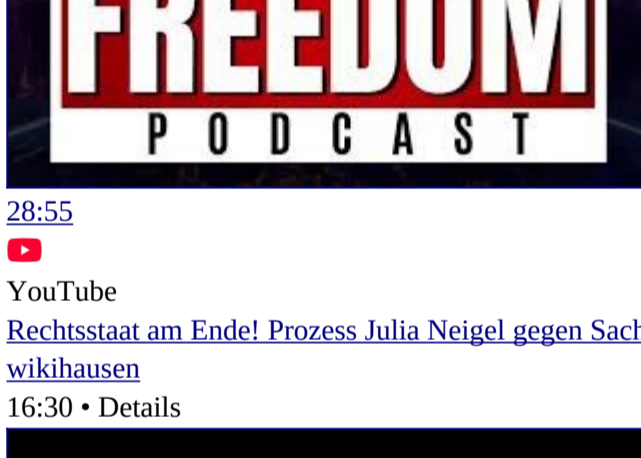 FREEDOM
PODCAST
28:55
YouTube
Rechtsstaat am Ende! Prozess Julia Neigel gegen Sach
wikihausen
16:30 • Details